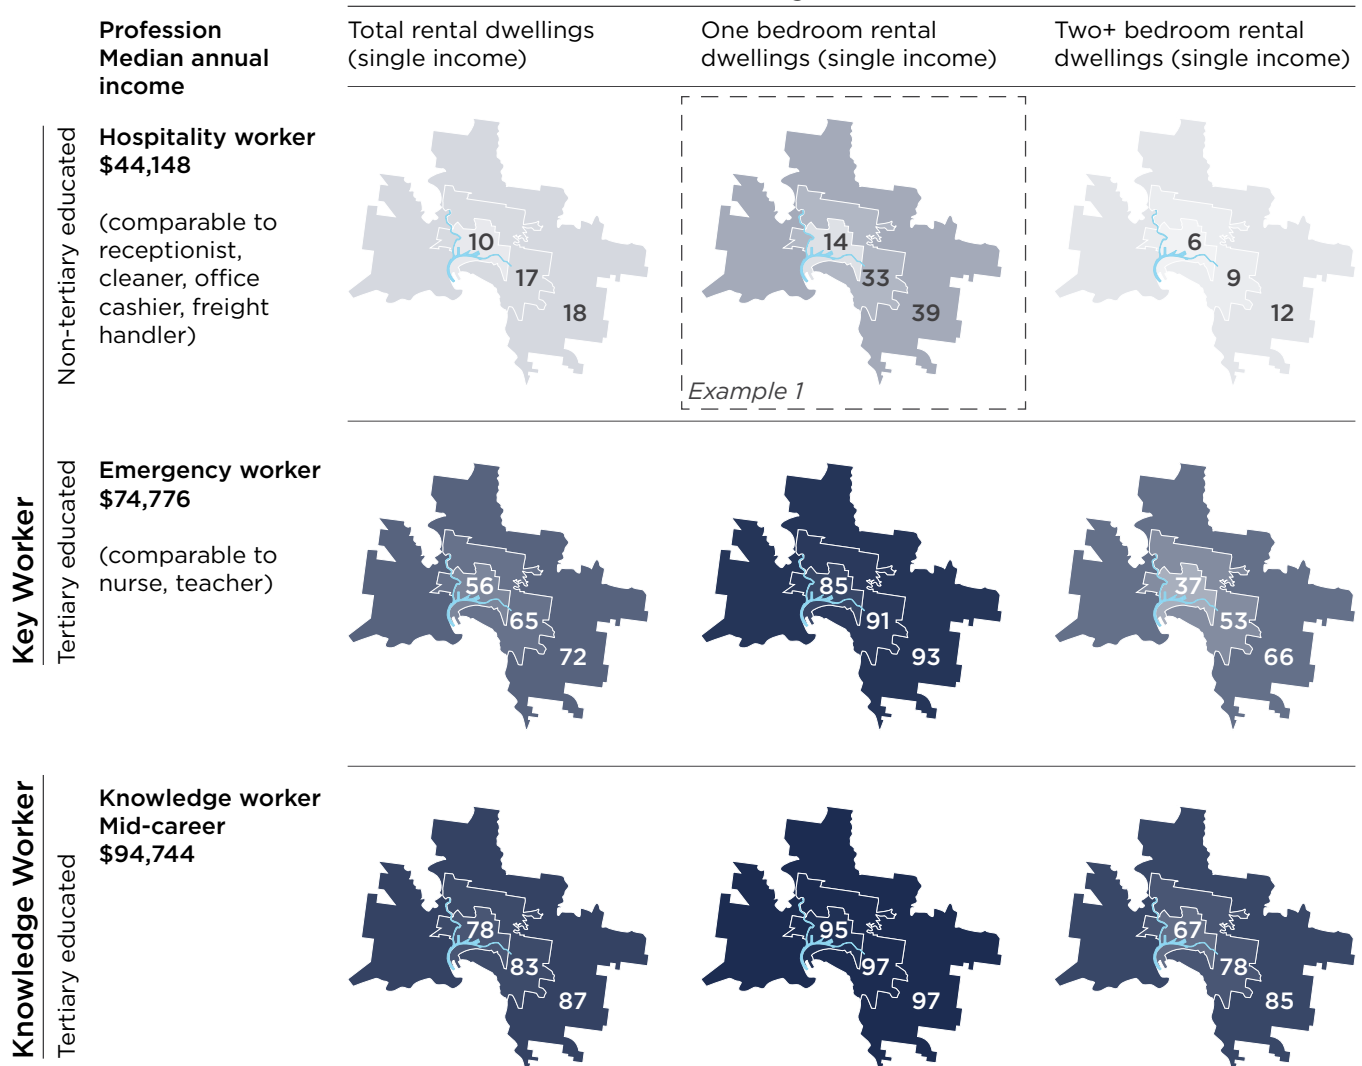 Profession
Median annual
income
Total rental dwellings
(single income)
One bedroom rental
dwellings (single income)
Two+ bedroom rental
dwellings (single income)
Key Worker
Non-tertiary educated
Hospitality worker
$44,148
(comparable to
receptionist,
cleaner, office
cashier, freight
handler)
10
17
18
14
33
39
Example 1
6
9
12
Tertiary educated
Emergency worker
$74,776
(comparable to
nurse, teacher)
56
65
72
85
91
93
37
53
66
Knowledge Worker
Tertiary educated
Knowledge worker
Mid-career
$94,744
78
83
87
95
97
97
67
78
85